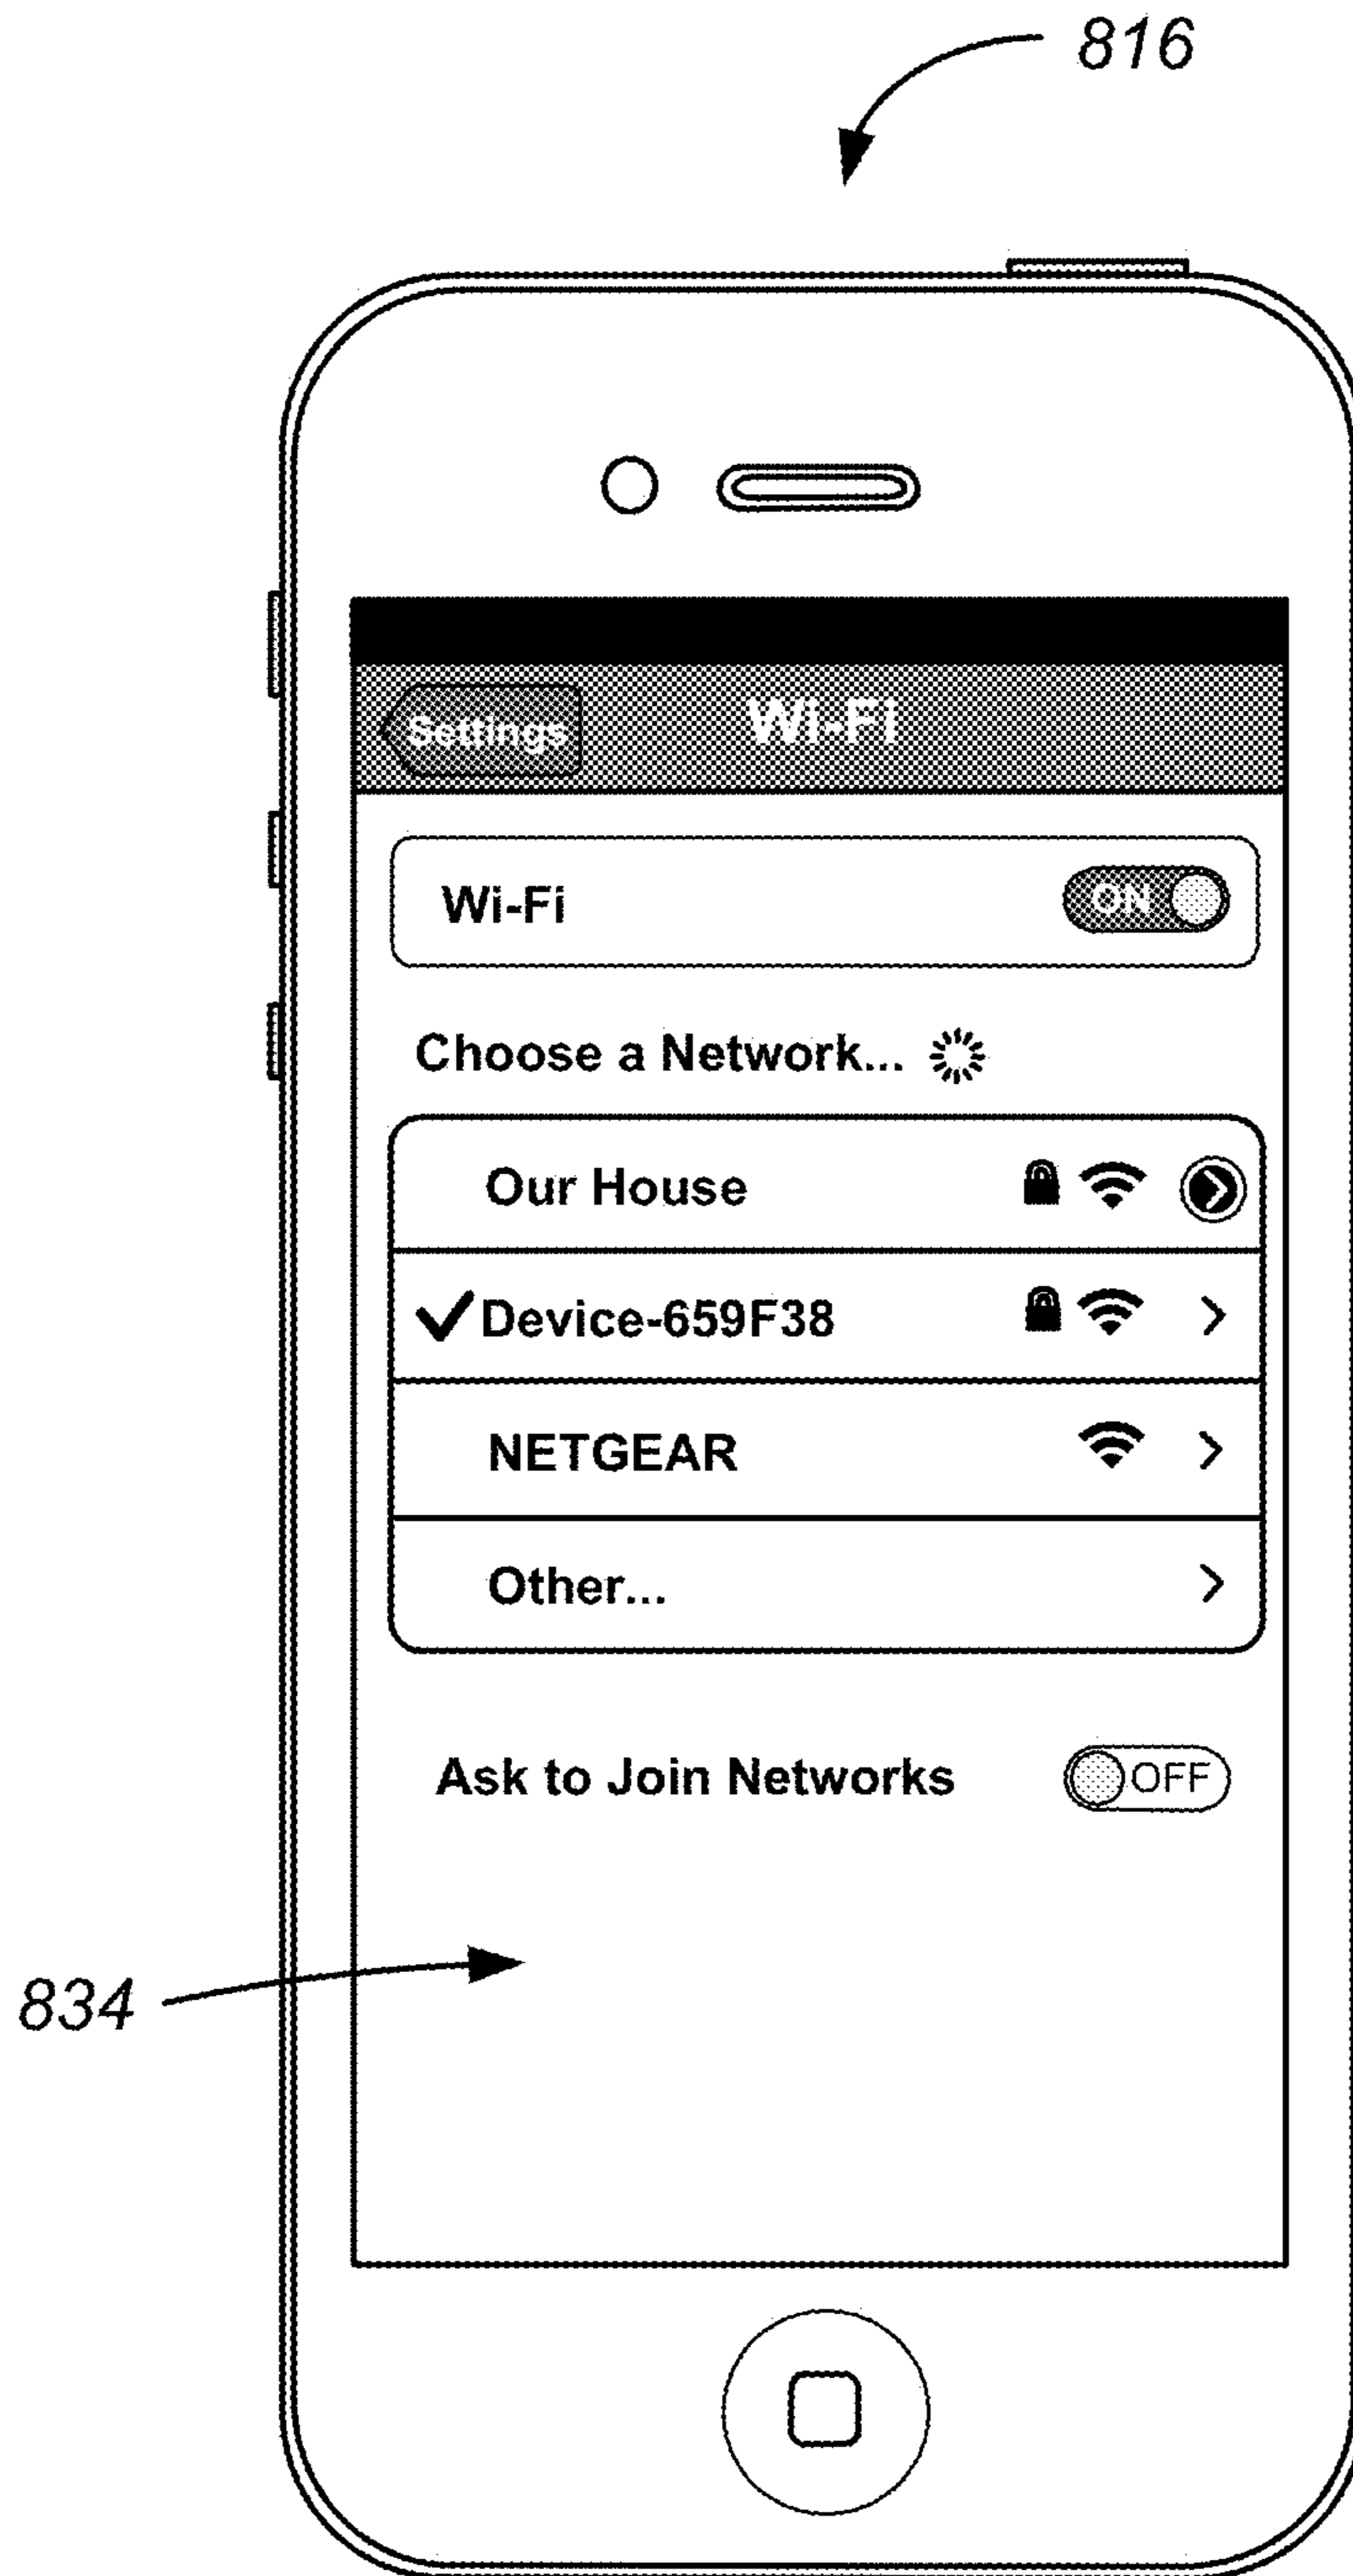 816
Settings Wi-Fi
Wi-Fi ON
Choose a Network...
Our House
Device-659F38
NETGEAR
Other...
Ask to Join Networks OFF
834